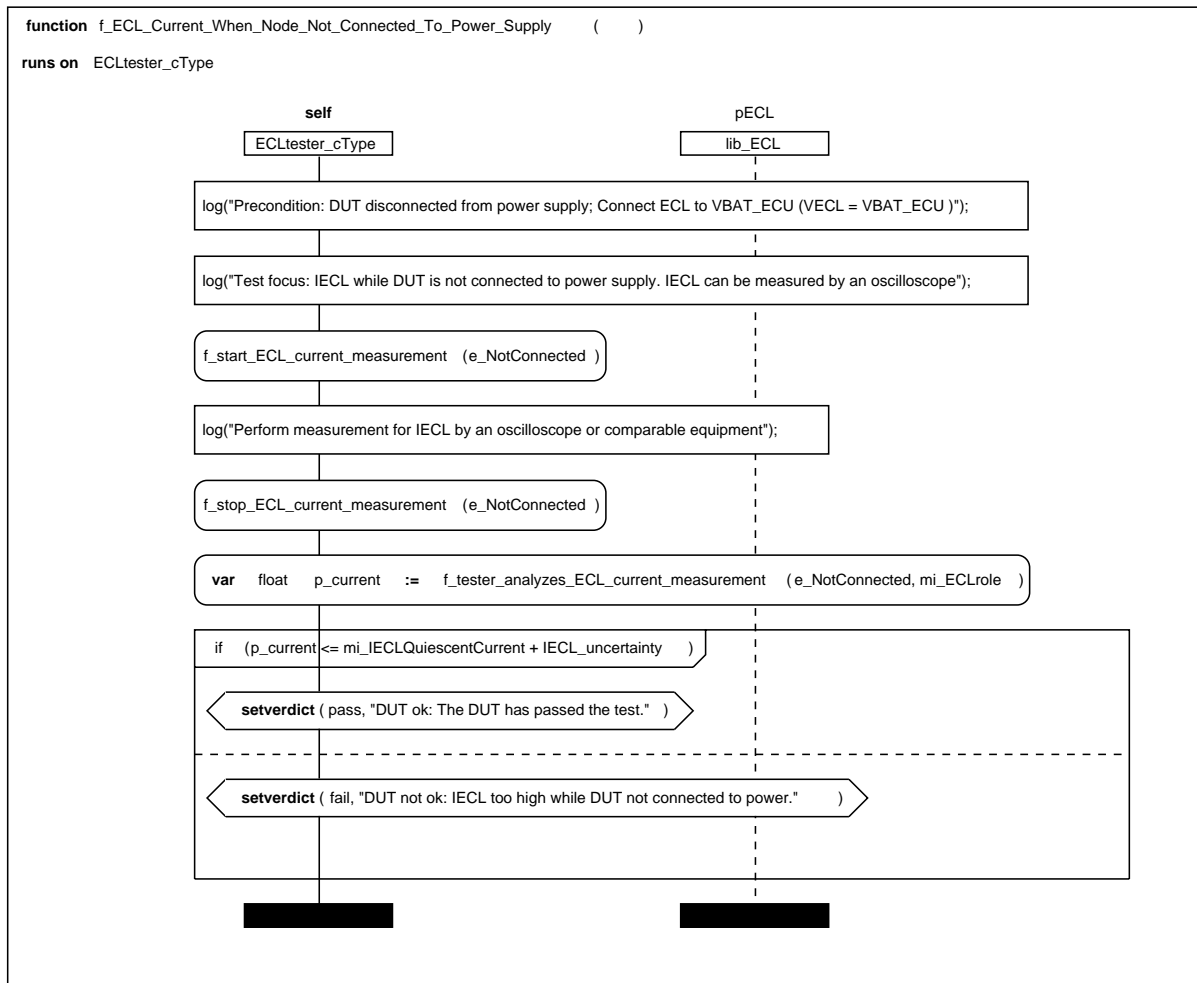 function f_ECL_Current_When_Node_Not_Connected_To_Power_Supply ( )
runs on ECLtester_cType
self pECL
ECLtester_cType lib_ECL
log("Precondition: DUT disconnected from power supply; Connect ECL to VBAT_ECU (VECL = VBAT_ECU )");
log("Test focus: IECL while DUT is not connected to power supply. IECL can be measured by an oscilloscope");
f_start_ECL_current_measurement (e_NotConnected )
log("Perform measurement for IECL by an oscilloscope or comparable equipment");
f_stop_ECL_current_measurement (e_NotConnected )
var float p_current := f_tester_analyzes_ECL_current_measurement (e_NotConnected, mi_ECLrole )
if (p_current <= mi_IECLQuiescentCurrent + IECL_uncertainty )
setverdict ( pass, "DUT ok: The DUT has passed the test." )
setverdict ( fail, "DUT not ok: IECL too high while DUT not connected to power." )